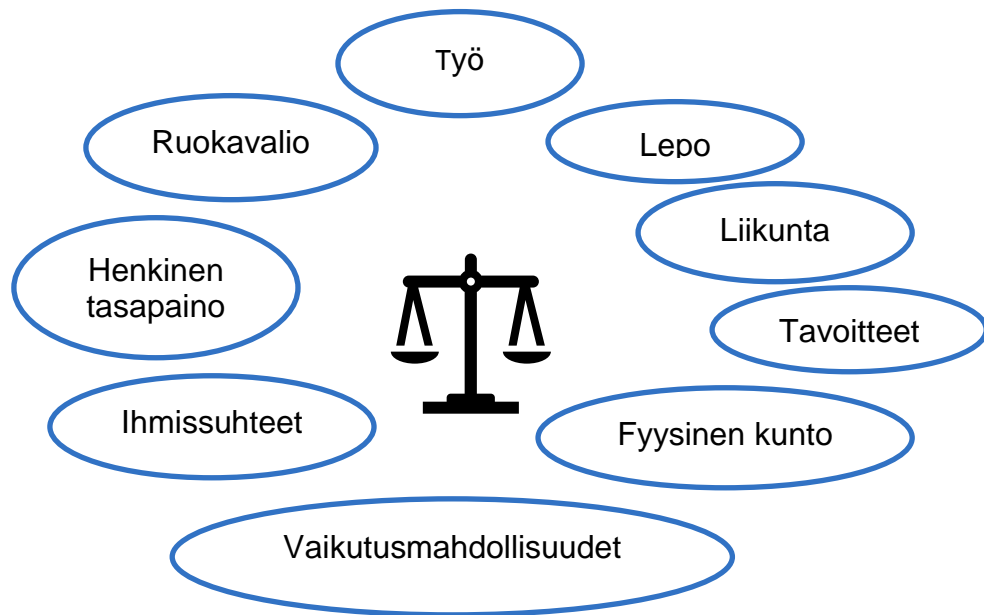 Työ
Ruokavalio
Lepo
Liikunta
Henkinen
tasapaino
Tavoitteet
Ihmissuhteet
Fyysinen kunto
Vaikutusmahdollisuudet